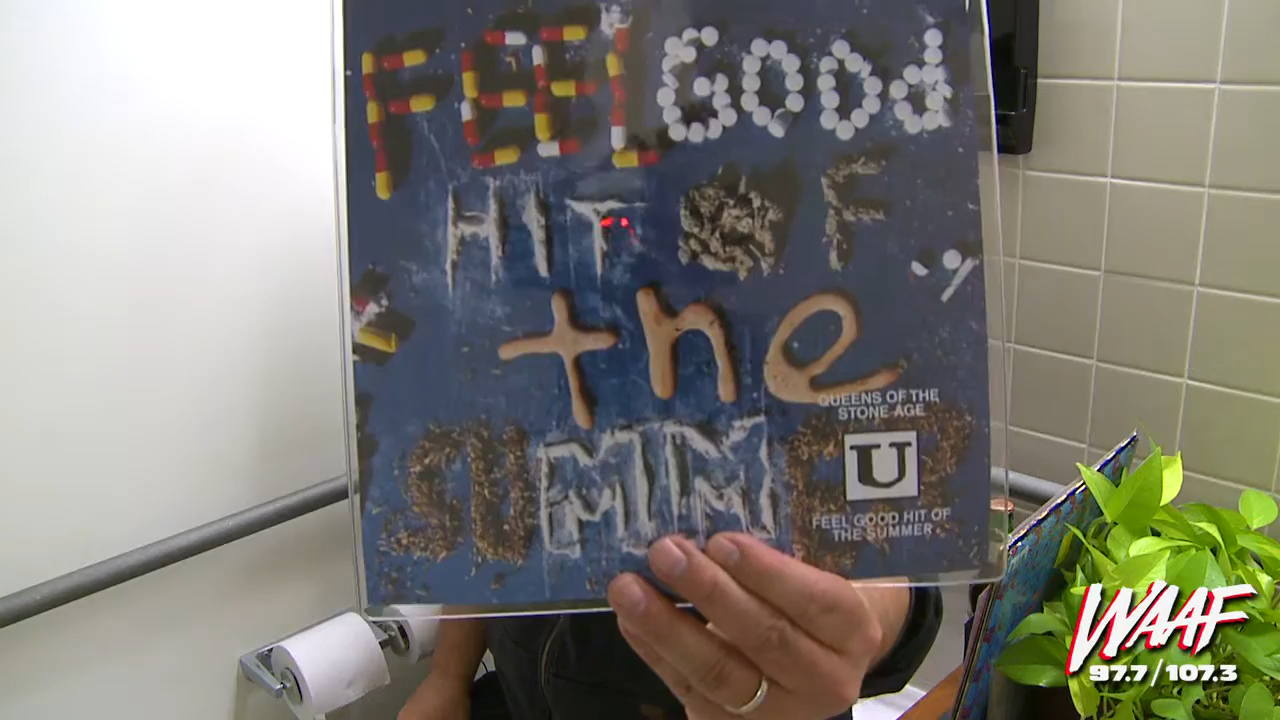 FEEL GOOd
HIT OF
the
SUMMER
QUEENS OF THE
STONE AGE
U
FEEL GOOD HIT OF
THE SUMMER
WAAF
97.7/107.3